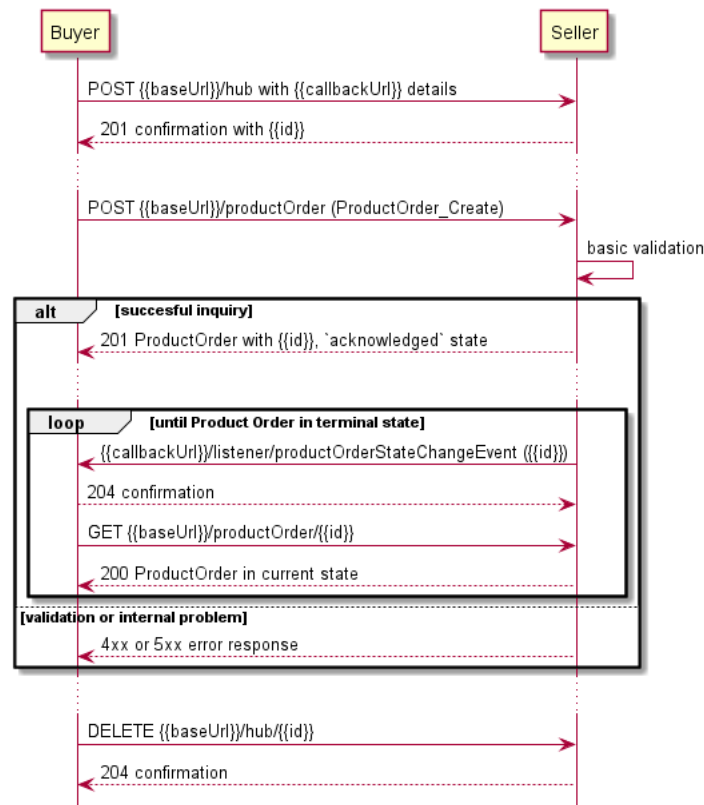 Buyer
Seller
POST {{baseUrl}}/hub with {{callbackUrl}} details
201 confirmation with {{id}}
POST {{baseUrl}}/productOrder (ProductOrder_Create)
basic validation
alt [succesful inquiry]
201 ProductOrder with {{id}}, `acknowledged` state
loop [until Product Order in terminal state]
{{callbackUrl}}/listener/productOrderStateChangeEvent ({{id}})
204 confirmation
GET {{baseUrl}}/productOrder/{{id}}
200 ProductOrder in current state
[validation or internal problem]
4xx or 5xx error response
DELETE {{baseUrl}}/hub/{{id}}
204 confirmation